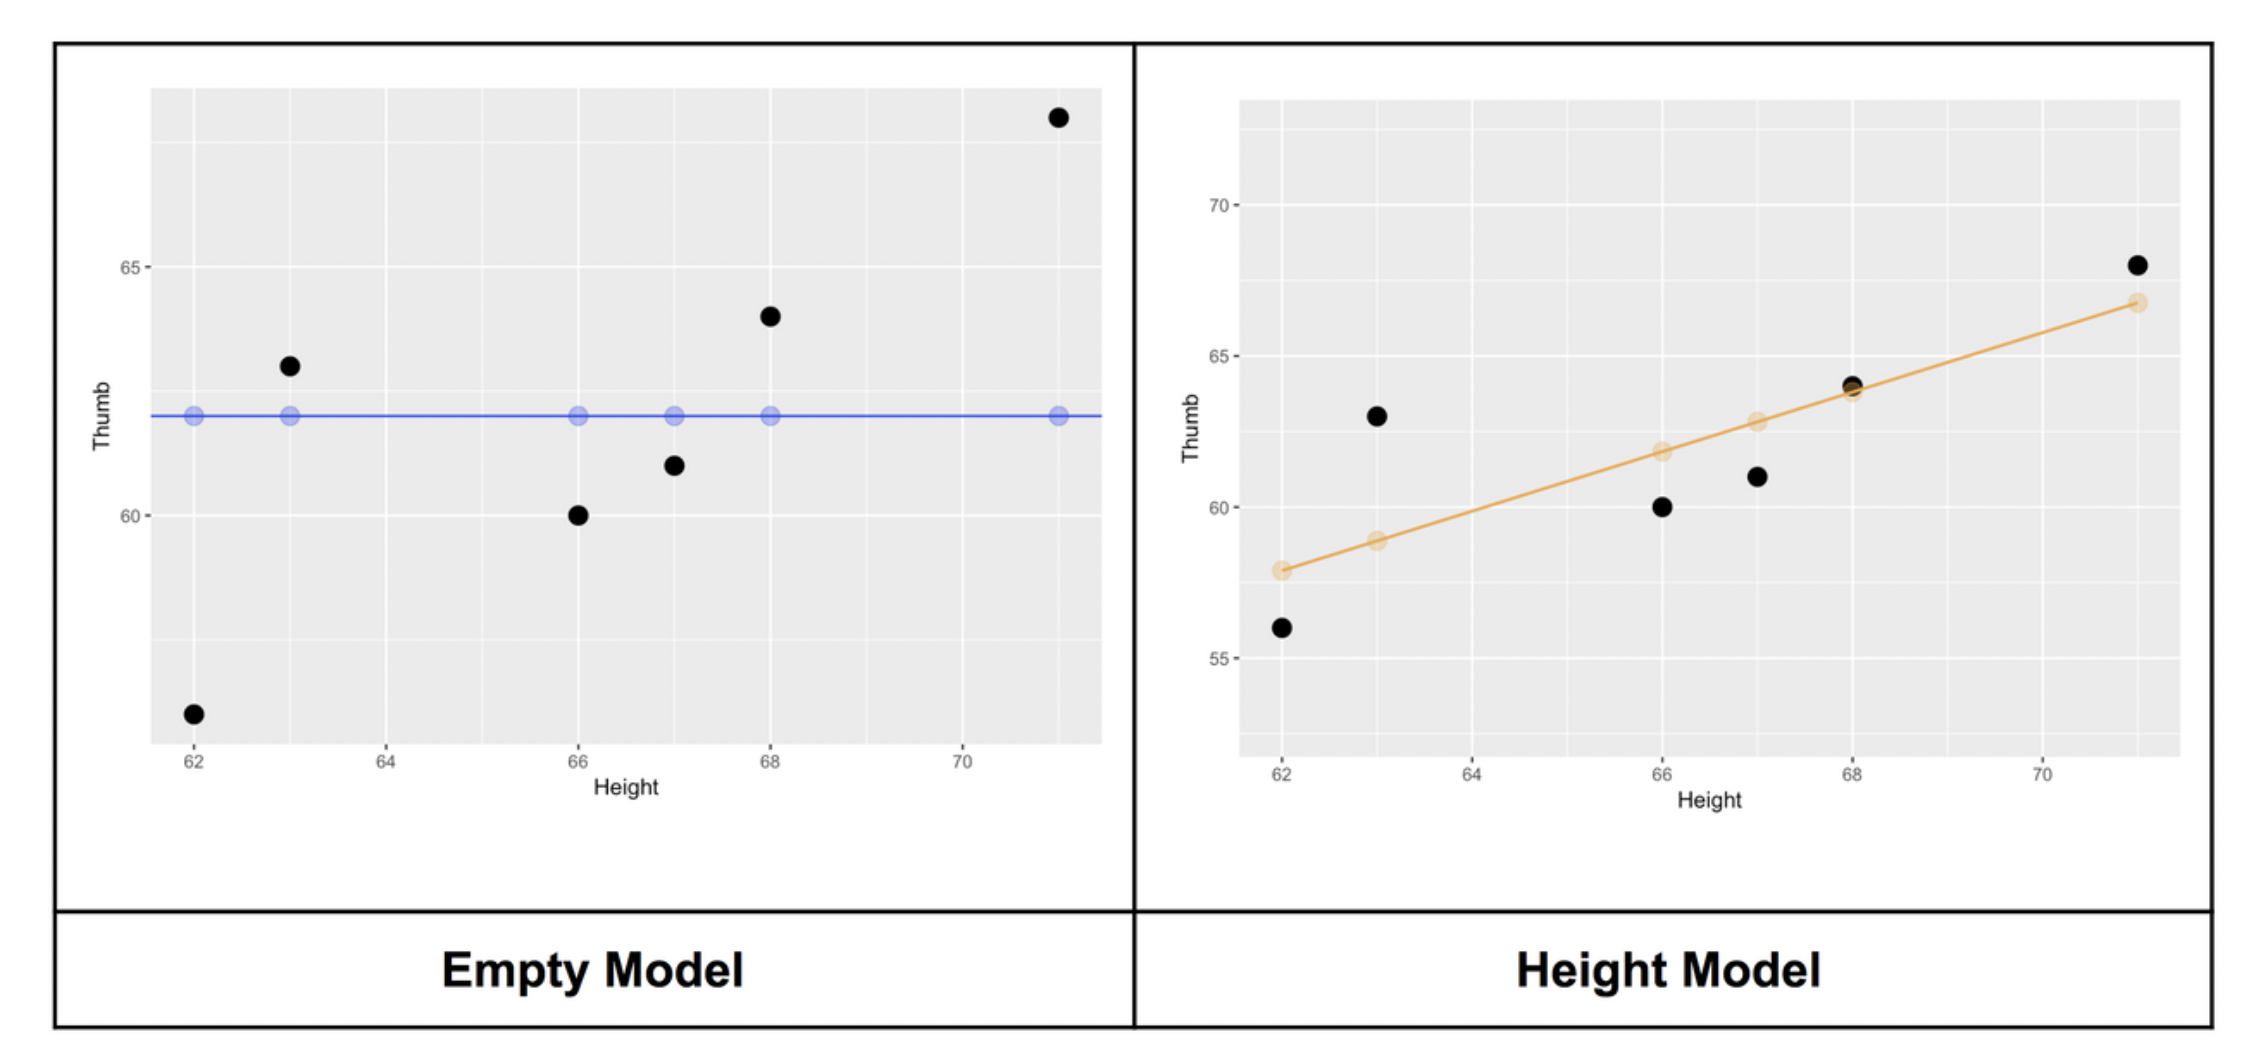 65
60
Thumb
62 64 66 68 70
Height
70
65
60
55
Thumb
62 64 66 68 70
Height
Empty Model
Height Model